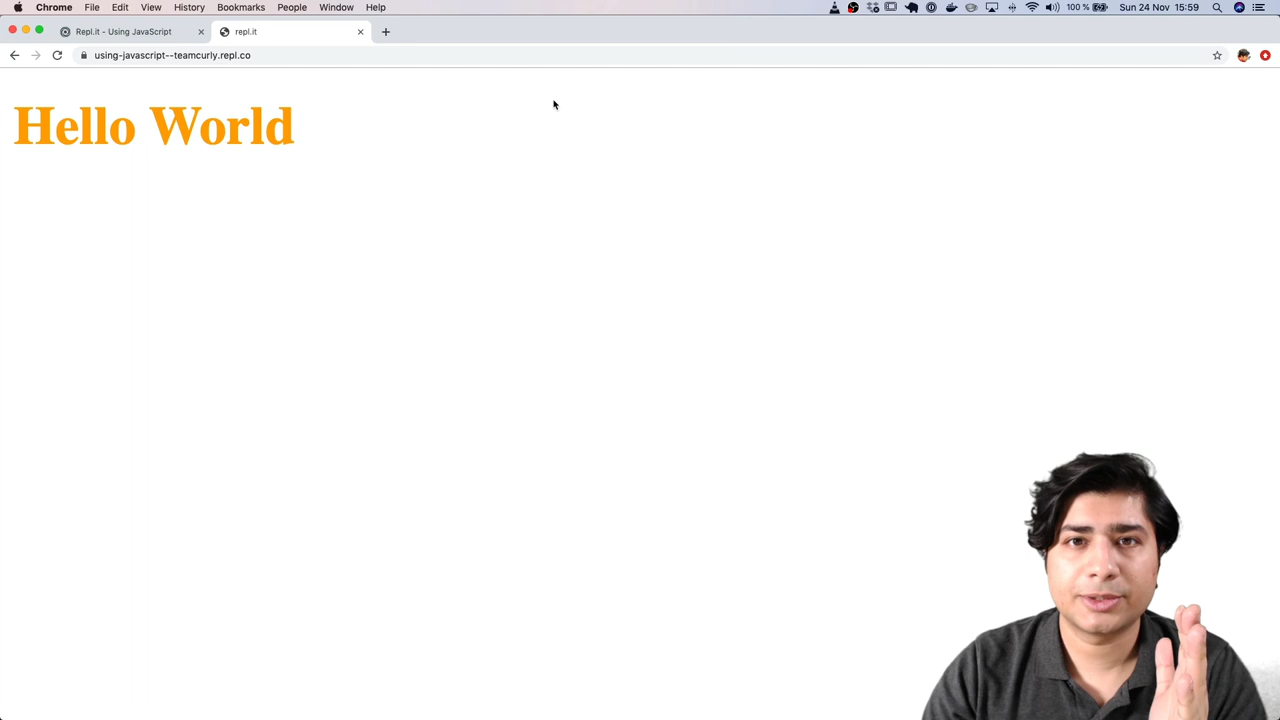 Chrome File Edit View History Bookmarks People Window Help 100 % Sun 24 Nov 15:59
Repl.it - Using JavaScript repl.it
using-javascript--teamcurly.repl.co
Hello World